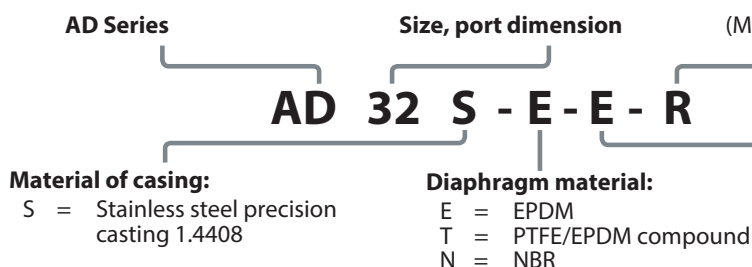 AD Series Size, port dimension (M
AD 32 S - E - E - R
Material of casing: Diaphragm material:
S = Stainless steel precision E = EPDM
casting 1.4408 T = PTFE/EPDM compound
N = NBR